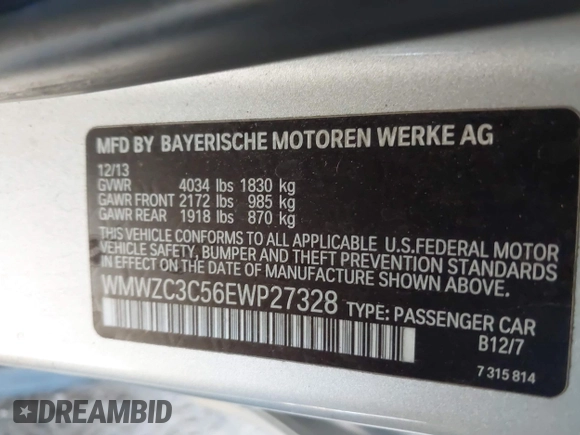 MFD BY BAYERISCHE MOTOREN WERKE AG
12/13
GVWR 4034 lbs 1830 kg
GAWR FRONT 2172 lbs 985 kg
GAWR REAR 1918 lbs 870 kg
THIS VEHICLE CONFORMS TO ALL APPLICABLE U.S.FEDERAL MOTOR
VEHICLE SAFETY, BUMPER AND THEFT PREVENTION STANDARDS
IN EFFECT ON THE DATE OF MANUFACTURE SHOWN ABOVE.
WMWZC3C56EWP27328 TYPE: PASSENGER CAR
B12/7
7 315 814
DREAMBID